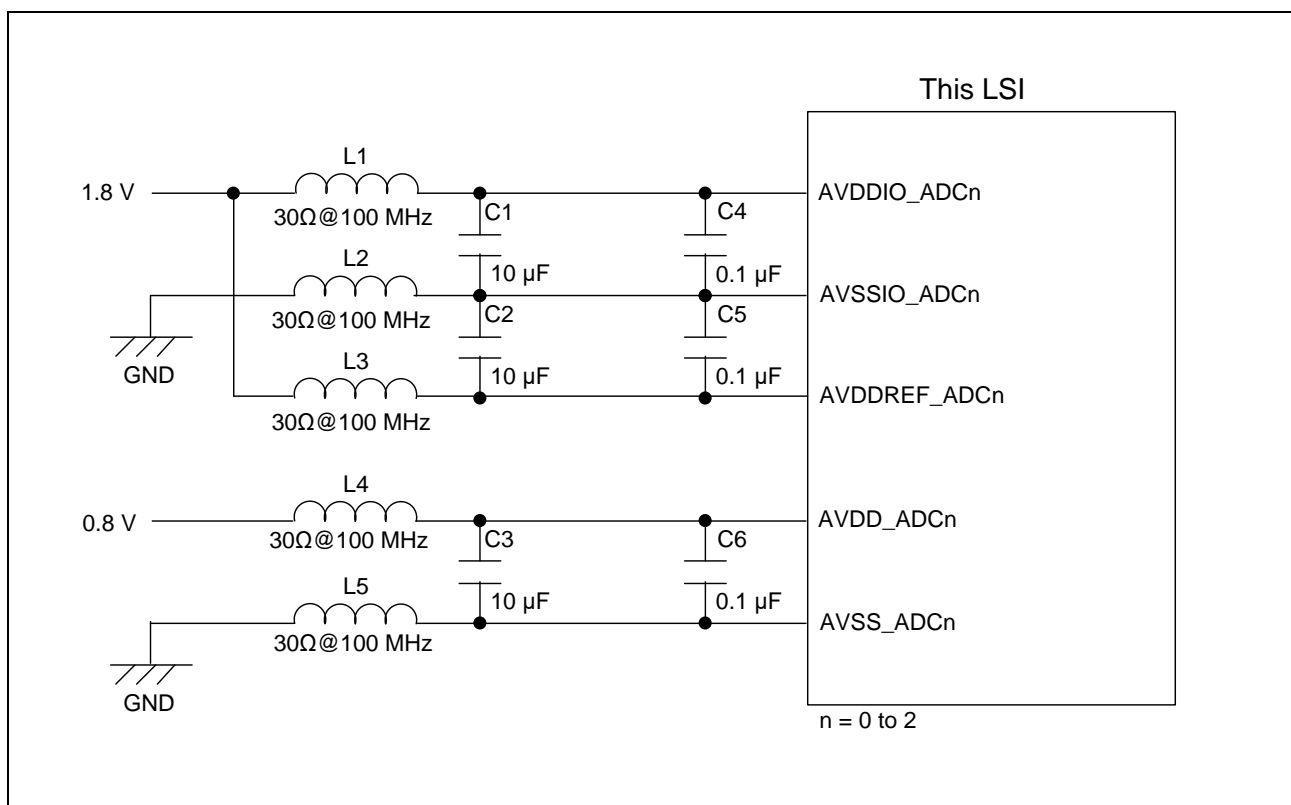 This LSI
L1
1.8 V
AVDDIO_ADCn
30Ω@100 MHz
C1
C4
L2
10 µF
0.1 µF
AVSSIO_ADCn
30Ω@100 MHz
C2
C5
L3
GND
10 µF
0.1 µF
AVDDREF_ADCn
30Ω@100 MHz
L4
0.8 V
AVDD_ADCn
30Ω@100 MHz
C3
C6
L5
10 µF
0.1 µF
AVSS_ADCn
30Ω@100 MHz
GND
n = 0 to 2